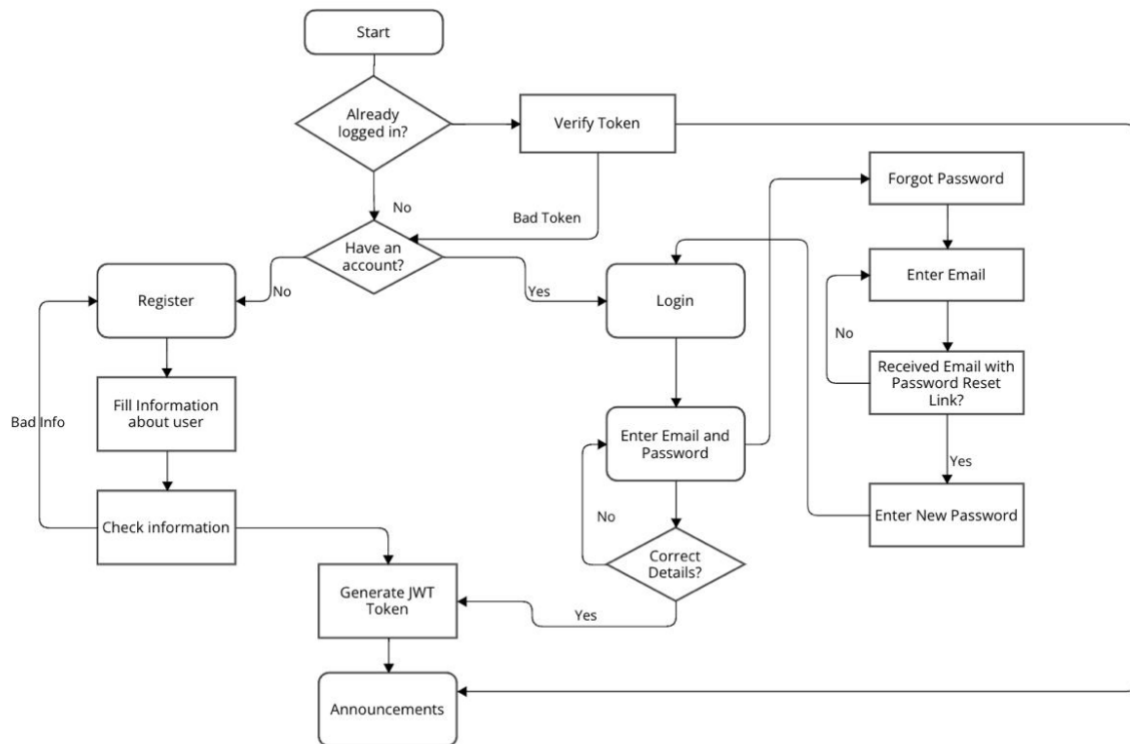 Start
Already
logged in?
Verify Token
Forgot Password
No
Bad Token
Have an
account?
Enter Email
Register
No
Yes
Login
No
Received Email with
Password Reset
Link?
Fill Information
about user
Bad Info
Enter Email and
Password
Yes
Check information
No
Enter New Password
Correct
Details?
Generate JWT
Token
Yes
Announcements